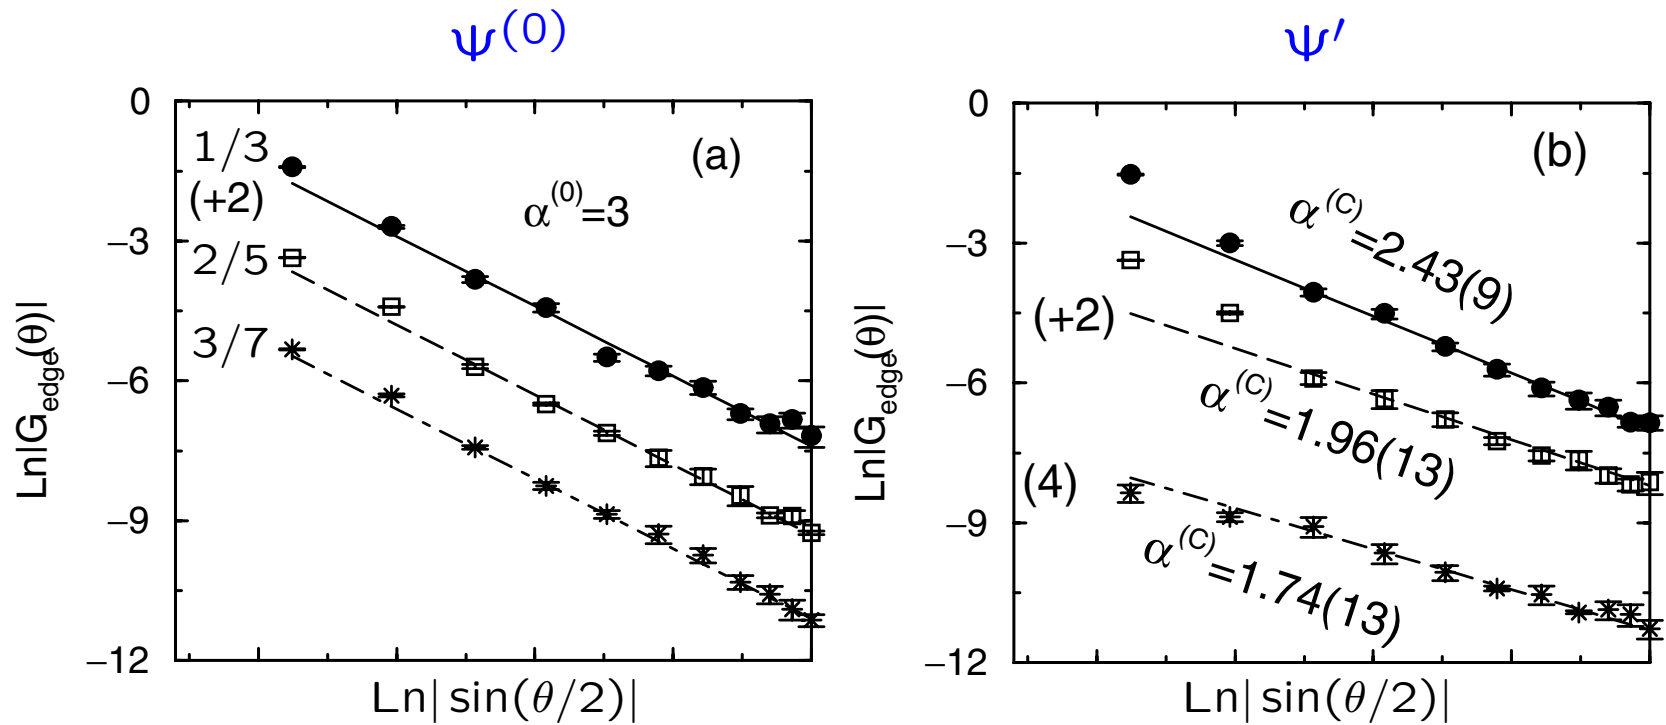 Ψ(0)
Ψ′
0
−3
−6
−9
−12
Ln|G_edge(θ)|
1/3
(+2)
2/5
3/7
α^(0)=3
(a)
Ln|sin(θ/2)|
0
−3
−6
−9
−12
Ln|G_edge(θ)|
(b)
α^(C)
=2.43(9)
(+2)
α^(C)
=1.96(13)
(4)
α^(C)
=1.74(13)
Ln|sin(θ/2)|